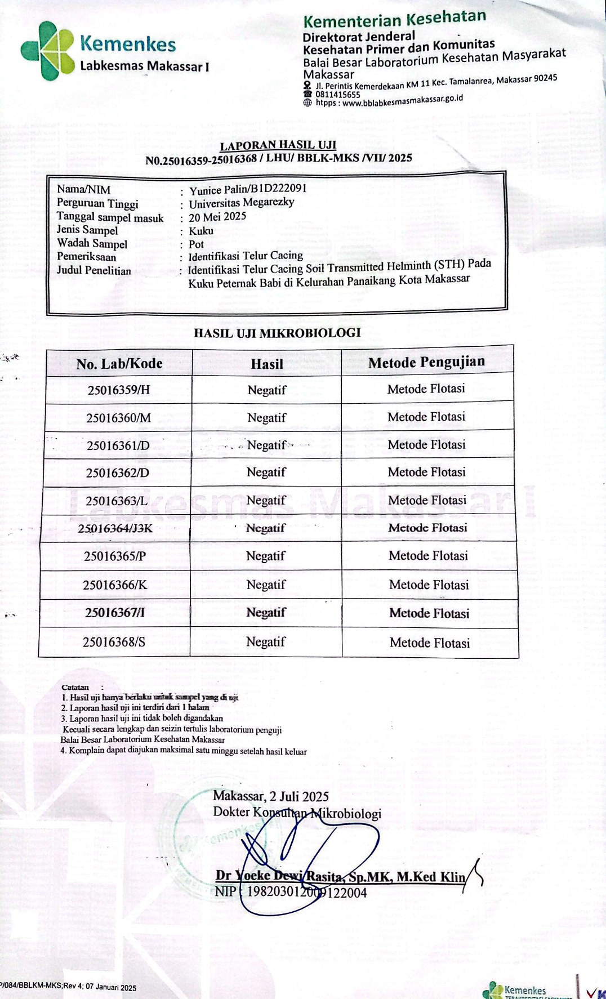 Kemenkes
Labkesmas Makassar I
Kementerian Kesehatan
Direktorat Jenderal
Kesehatan Primer dan Komunitas
Balai Besar Laboratorium Kesehatan Masyarakat
Makassar
Jl. Perintis Kemerdekaan KM 11 Kec. Tamalanrea, Makassar 90245
0811415655
htpps : www.bblabkesmasmakassar.go.id
LAPORAN HASIL UJI
N0.25016359-25016368 / LHU/ BBLK-MKS /VII/ 2025
Nama/NIM : Yunice Palin/B1D222091
Perguruan Tinggi : Universitas Megarezky
Tanggal sampel masuk : 20 Mei 2025
Jenis Sampel : Kuku
Wadah Sampel : Pot
Pemeriksaan : Identifikasi Telur Cacing
Judul Penelitian : Identifikasi Telur Cacing Soil Transmitted Helminth (STH) Pada
Kuku Peternak Babi di Kelurahan Panaikang Kota Makassar
HASIL UJI MIKROBIOLOGI
No. Lab/Kode Hasil Metode Pengujian
25016359/H Negatif Metode Flotasi
25016360/M Negatif Metode Flotasi
25016361/D Negatif Metode Flotasi
25016362/D Negatif Metode Flotasi
25016363/L Negatif Metode Flotasi
25016364/J3K Negatif Metode Flotasi
25016365/P Negatif Metode Flotasi
25016366/K Negatif Metode Flotasi
25016367/I Negatif Metode Flotasi
25016368/S Negatif Metode Flotasi
Labkesmas Makassar I
Catatan :
1. Hasil uji hanya berlaku untuk sampel yang di uji
2. Laporan hasil uji ini terdiri dari 1 halam
3. Laporan hasil uji ini tidak boleh digandakan
Kecuali secara lengkap dan seizin tertulis laboratorium penguji
Balai Besar Laboratorium Kesehatan Makassar
4. Komplain dapat diajukan maksimal satu minggu setelah hasil keluar
Makassar, 2 Juli 2025
Dokter Konsultan Mikrobiologi
Kemenkes
Dr Yoeke Dewi Rasita, Sp.MK, M.Ked Klin
NIP : 198203012009122004
P/084/BBLKM-MKS;Rev 4; 07 Januari 2025
Kemenkes